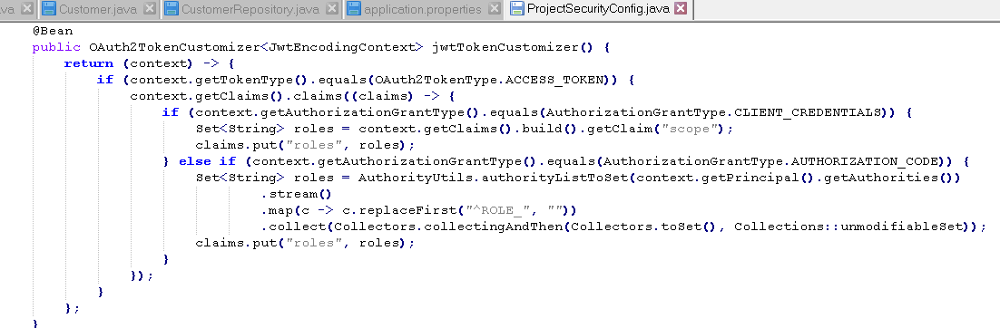 va Customer.java CustomerRepository.java application.properties ProjectSecurityConfig.java
@Bean
public OAuth2TokenCustomizer<JwtEncodingContext> jwtTokenCustomizer() {
return (context) -> {
if (context.getTokenType().equals(OAuth2TokenType.ACCESS_TOKEN)) {
context.getClaims().claims((claims) -> {
if (context.getAuthorizationGrantType().equals(AuthorizationGrantType.CLIENT_CREDENTIALS)) {
Set<String> roles = context.getClaims().build().getClaim("scope");
claims.put("roles", roles);
} else if (context.getAuthorizationGrantType().equals(AuthorizationGrantType.AUTHORIZATION_CODE)) {
Set<String> roles = AuthorityUtils.authorityListToSet(context.getPrincipal().getAuthorities())
.stream()
.map(c -> c.replaceFirst("^ROLE_", ""))
.collect(Collectors.collectingAndThen(Collectors.toSet(), Collections::unmodifiableSet));
claims.put("roles", roles);
}
});
}
};
}